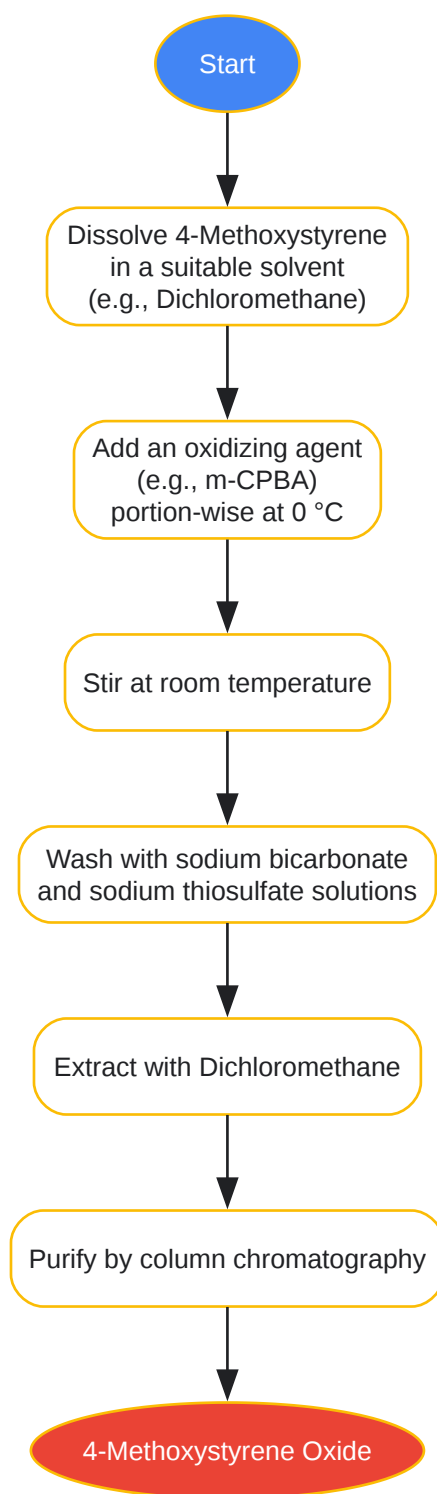 Start
Dissolve 4-Methoxystyrene
in a suitable solvent
(e.g., Dichloromethane)
Add an oxidizing agent
(e.g., m-CPBA)
portion-wise at 0 °C
Stir at room temperature
Wash with sodium bicarbonate
and sodium thiosulfate solutions
Extract with Dichloromethane
Purify by column chromatography
4-Methoxystyrene Oxide